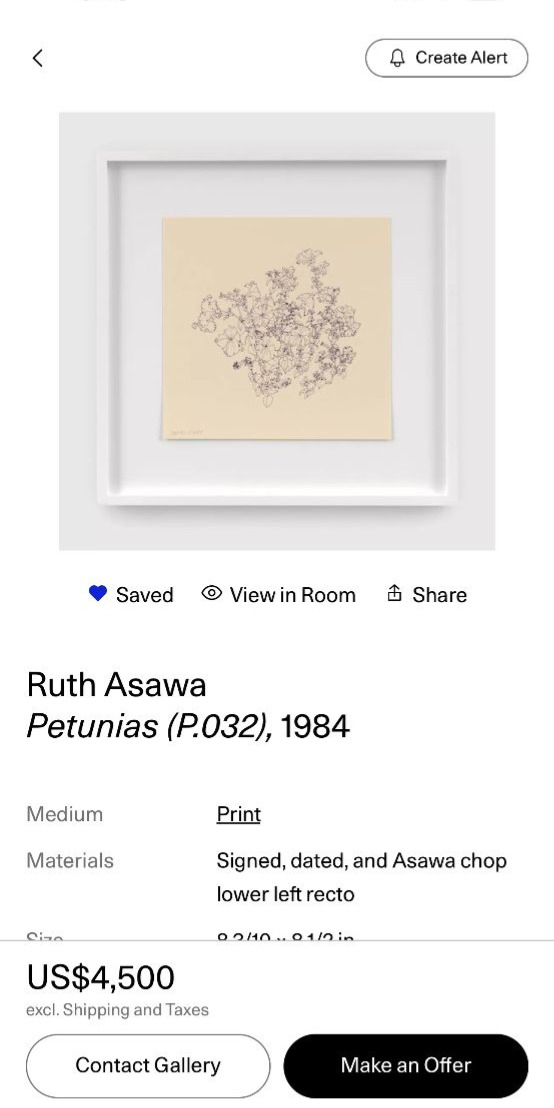 Create Alert
Saved
View in Room
Share
Ruth Asawa
Petunias (P.032), 1984
Medium
Print
Materials
Signed, dated, and Asawa chop
lower left recto
Size
US$4,500
excl. Shipping and Taxes
Contact Gallery
Make an Offer